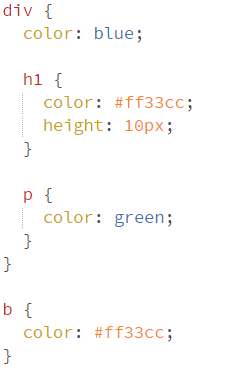 div {
  color: blue;

  h1 {
    color: #ff33cc;
    height: 10px;
  }

  p {
    color: green;
  }
}

b {
  color: #ff33cc;
}